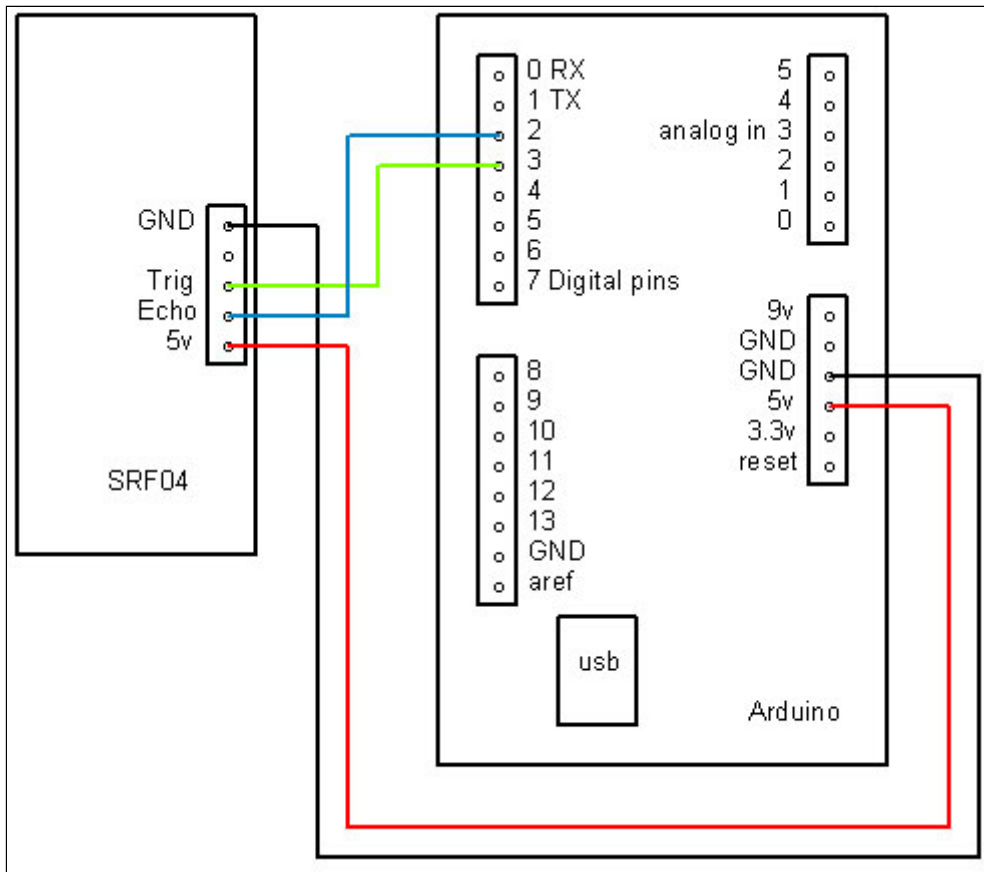 GND
Trig
Echo
5v
SRF04
0 RX
1 TX
2
3
4
5
6
7 Digital pins
8
9
10
11
12
13
GND
aref
usb
5
4
analog in 3
2
1
0
9v
GND
GND
5v
3.3v
reset
Arduino